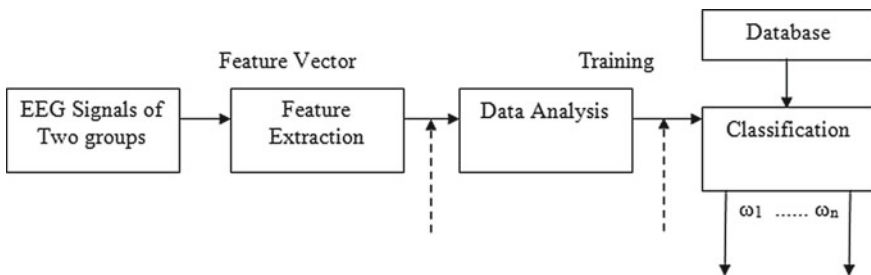 Database
Feature Vector
Training
EEG Signals of
Two groups
Feature
Extraction
Data Analysis
Classification
ω1 ...... ωn